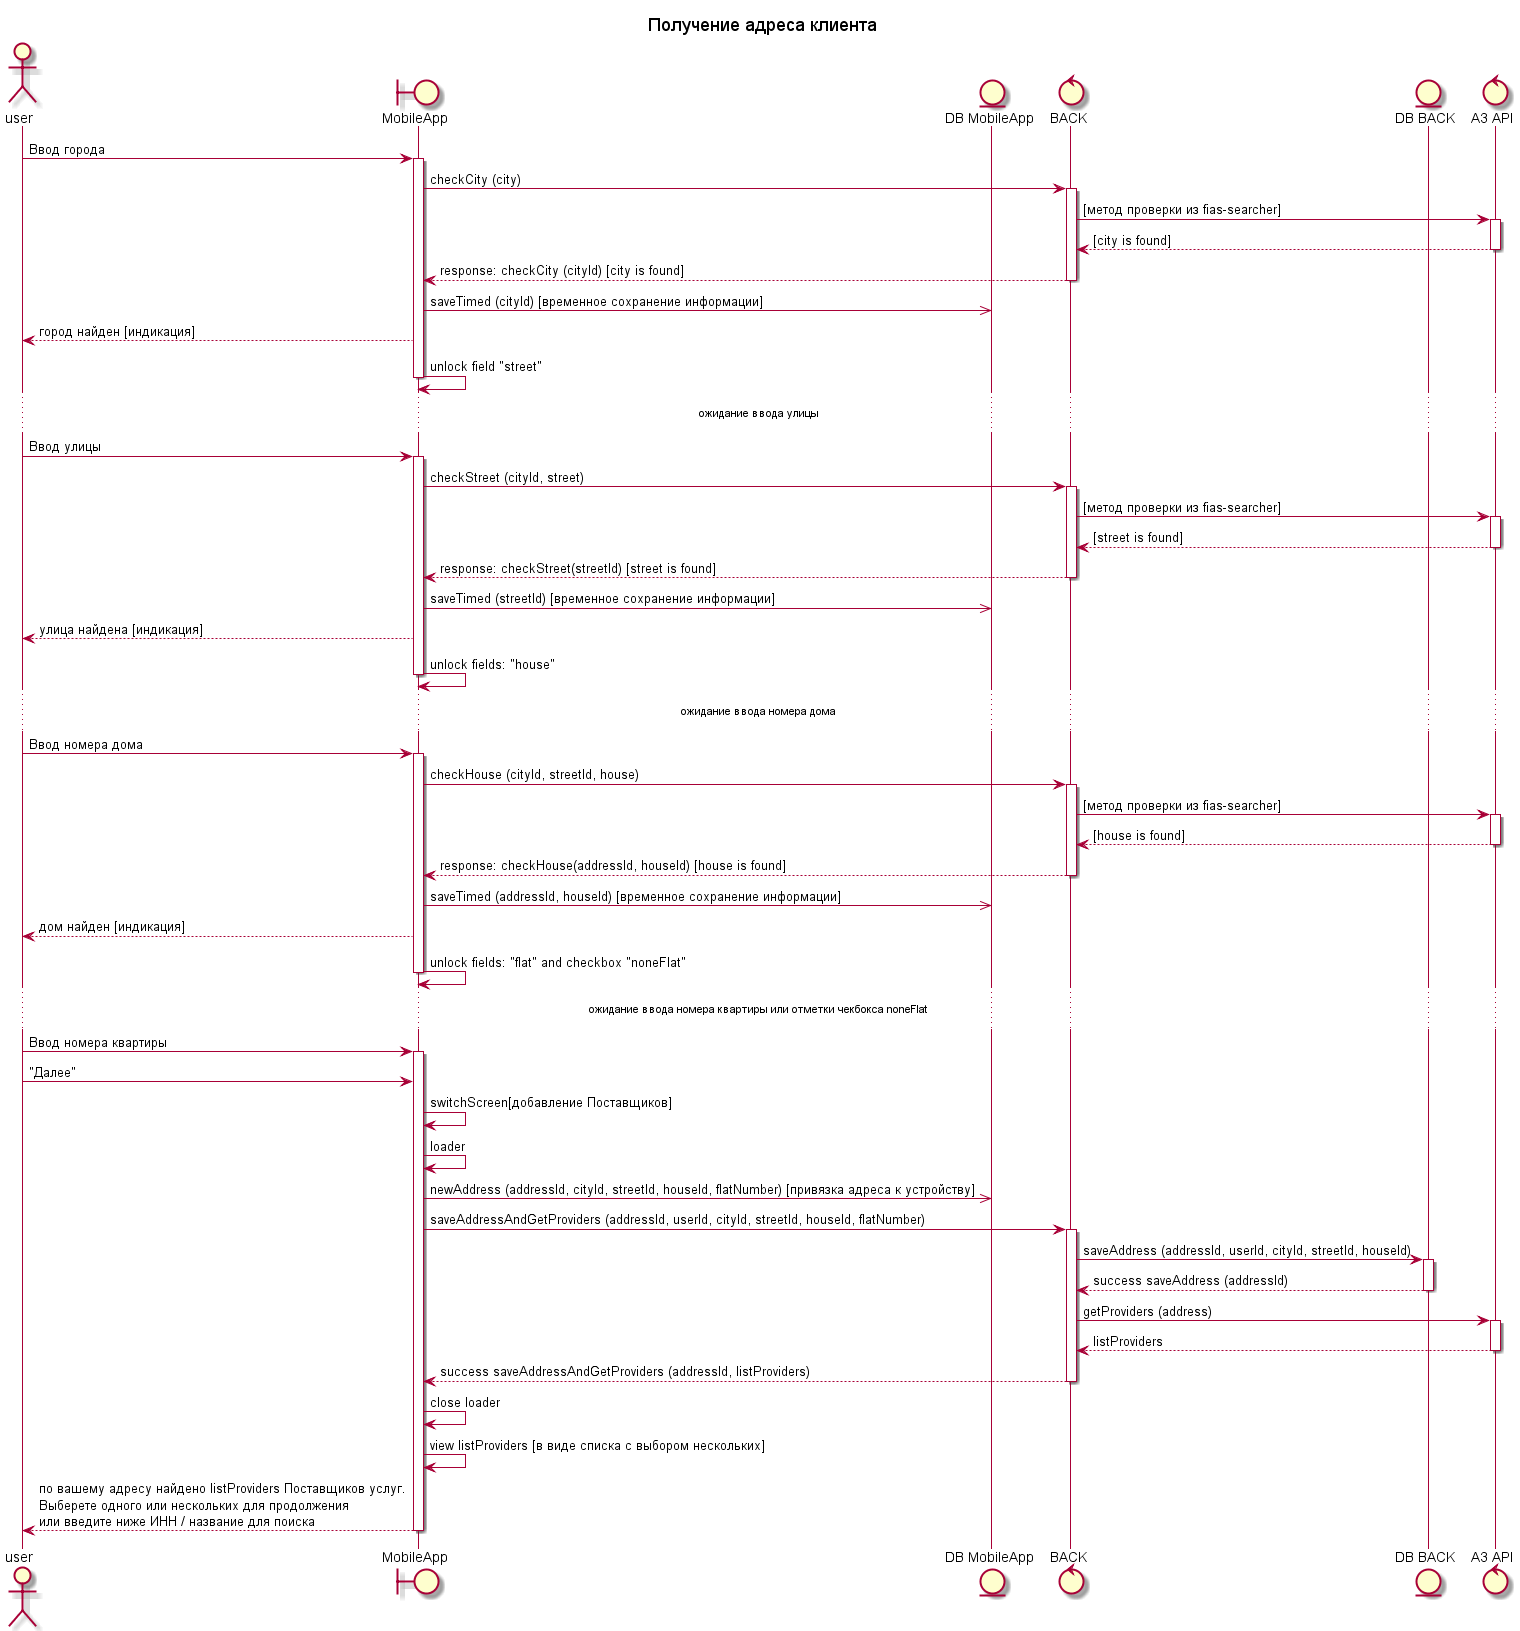 Получение адреса клиента
user
MobileApp
DB MobileApp
BACK
DB BACK
A3 API
Ввод города
checkCity (city)
[метод проверки из fias-searcher]
[city is found]
response: checkCity (cityId) [city is found]
saveTimed (cityId) [временное сохранение информации]
город найден [индикация]
unlock field "street"
ожидание ввода улицы
Ввод улицы
checkStreet (cityId, street)
[метод проверки из fias-searcher]
[street is found]
response: checkStreet(streetId) [street is found]
saveTimed (streetId) [временное сохранение информации]
улица найдена [индикация]
unlock fields: "house"
ожидание ввода номера дома
Ввод номера дома
checkHouse (cityId, streetId, house)
[метод проверки из fias-searcher]
[house is found]
response: checkHouse(addressId, houseId) [house is found]
saveTimed (addressId, houseId) [временное сохранение информации]
дом найден [индикация]
unlock fields: "flat" and checkbox "noneFlat"
ожидание ввода номера квартиры или отметки чекбокса noneFlat
Ввод номера квартиры
"Далее"
switchScreen[добавление Поставщиков]
loader
newAddress (addressId, cityId, streetId, houseId, flatNumber) [привязка адреса к устройству]
saveAddressAndGetProviders (addressId, userId, cityId, streetId, houseId, flatNumber)
saveAddress (addressId, userId, cityId, streetId, houseId)
success saveAddress (addressId)
getProviders (address)
listProviders
success saveAddressAndGetProviders (addressId, listProviders)
close loader
view listProviders [в виде списка с выбором нескольких]
по вашему адресу найдено listProviders Поставщиков услуг.
Выберете одного или нескольких для продолжения
или введите ниже ИНН / название для поиска
user
MobileApp
DB MobileApp
BACK
DB BACK
A3 API